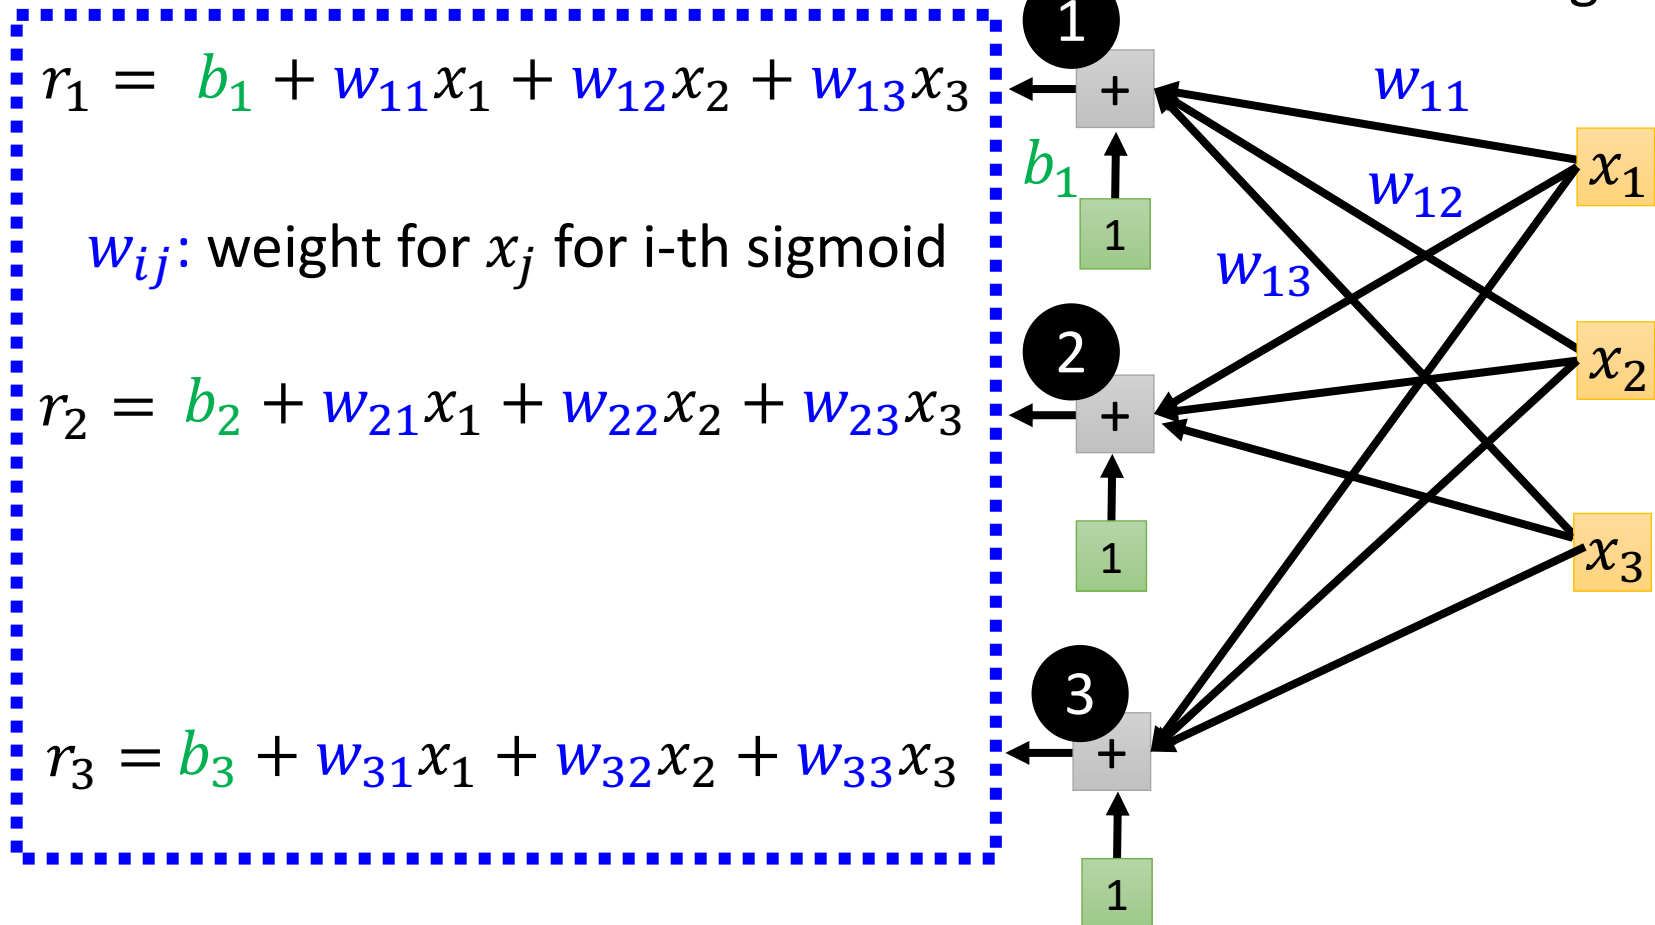 1
r₁ = b₁ + w₁₁x₁ + w₁₂x₂ + w₁₃x₃
+
w₁₁
b₁
x₁
w₁₂
1
wᵢⱼ: weight for xⱼ for i-th sigmoid
w₁₃
2
x₂
r₂ = b₂ + w₂₁x₁ + w₂₂x₂ + w₂₃x₃
+
1
x₃
3
r₃ = b₃ + w₃₁x₁ + w₃₂x₂ + w₃₃x₃
+
1